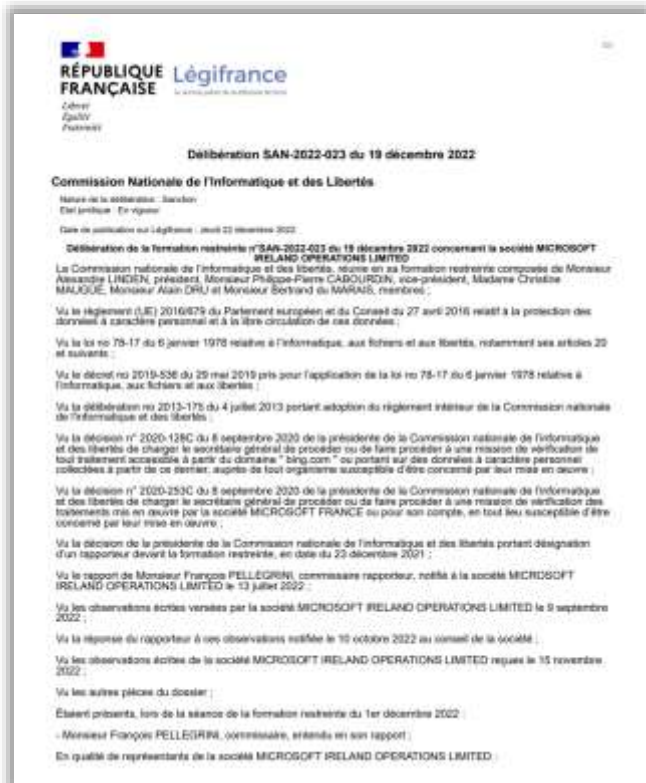 RÉPUBLIQUE
FRANÇAISE
Liberté
Égalité
Fraternité
Légifrance
Délibération SAN-2022-023 du 19 décembre 2022
Commission Nationale de l'Informatique et des Libertés
Nature de la délibération : Sanction
Etat juridique : En vigueur
Date de publication sur Légifrance : jeudi 22 décembre 2022
Délibération de la formation restreinte n°SAN-2022-023 du 19 décembre 2022 concernant la société MICROSOFT
IRELAND OPERATIONS LIMITED
La Commission nationale de l'informatique et des libertés, réunie en sa formation restreinte composée de Monsieur
Alexandre LINDEN, président, Monsieur Philippe-Pierre CABOURDIN, vice-président, Madame Christine
MAUGÜÉ, Monsieur Alain DRU et Monsieur Bertrand du MARAIS, membres ;
Vu le règlement (UE) 2016/679 du Parlement européen et du Conseil du 27 avril 2016 relatif à la protection des
données à caractère personnel et à la libre circulation de ces données ;
Vu la loi no 78-17 du 6 janvier 1978 relative à l'informatique, aux fichiers et aux libertés, notamment ses articles 20
et suivants ;
Vu le décret no 2019-536 du 29 mai 2019 pris pour l'application de la loi no 78-17 du 6 janvier 1978 relative à
l'informatique, aux fichiers et aux libertés ;
Vu la délibération no 2013-175 du 4 juillet 2013 portant adoption du règlement intérieur de la Commission nationale
de l'informatique et des libertés ;
Vu la décision n° 2020-128C du 8 septembre 2020 de la présidente de la Commission nationale de l'informatique
et des libertés de charger le secrétaire général de procéder ou de faire procéder à une mission de vérification de
tout traitement accessible à partir du domaine " bing.com " ou portant sur des données à caractère personnel
collectées à partir de ce dernier, auprès de tout organisme susceptible d'être concerné par leur mise en œuvre ;
Vu la décision n° 2020-253C du 8 septembre 2020 de la présidente de la Commission nationale de l'informatique
et des libertés de charger le secrétaire général de procéder ou de faire procéder à une mission de vérification des
traitements mis en œuvre par la société MICROSOFT FRANCE ou pour son compte, en tout lieu susceptible d'être
concerné par leur mise en œuvre ;
Vu la décision de la présidente de la Commission nationale de l'informatique et des libertés portant désignation
d'un rapporteur devant la formation restreinte, en date du 23 décembre 2021 ;
Vu le rapport de Monsieur François PELLEGRINI, commissaire rapporteur, notifié à la société MICROSOFT
IRELAND OPERATIONS LIMITED le 13 juillet 2022 ;
Vu les observations écrites versées par la société MICROSOFT IRELAND OPERATIONS LIMITED le 9 septembre
2022 ;
Vu la réponse du rapporteur à ces observations notifiée le 10 octobre 2022 au conseil de la société ;
Vu les observations écrites de la société MICROSOFT IRELAND OPERATIONS LIMITED reçues le 15 novembre
2022 ;
Vu les autres pièces du dossier ;
Étaient présents, lors de la séance de la formation restreinte du 1er décembre 2022 :
- Monsieur François PELLEGRINI, commissaire, entendu en son rapport ;
En qualité de représentants de la société MICROSOFT IRELAND OPERATIONS LIMITED :